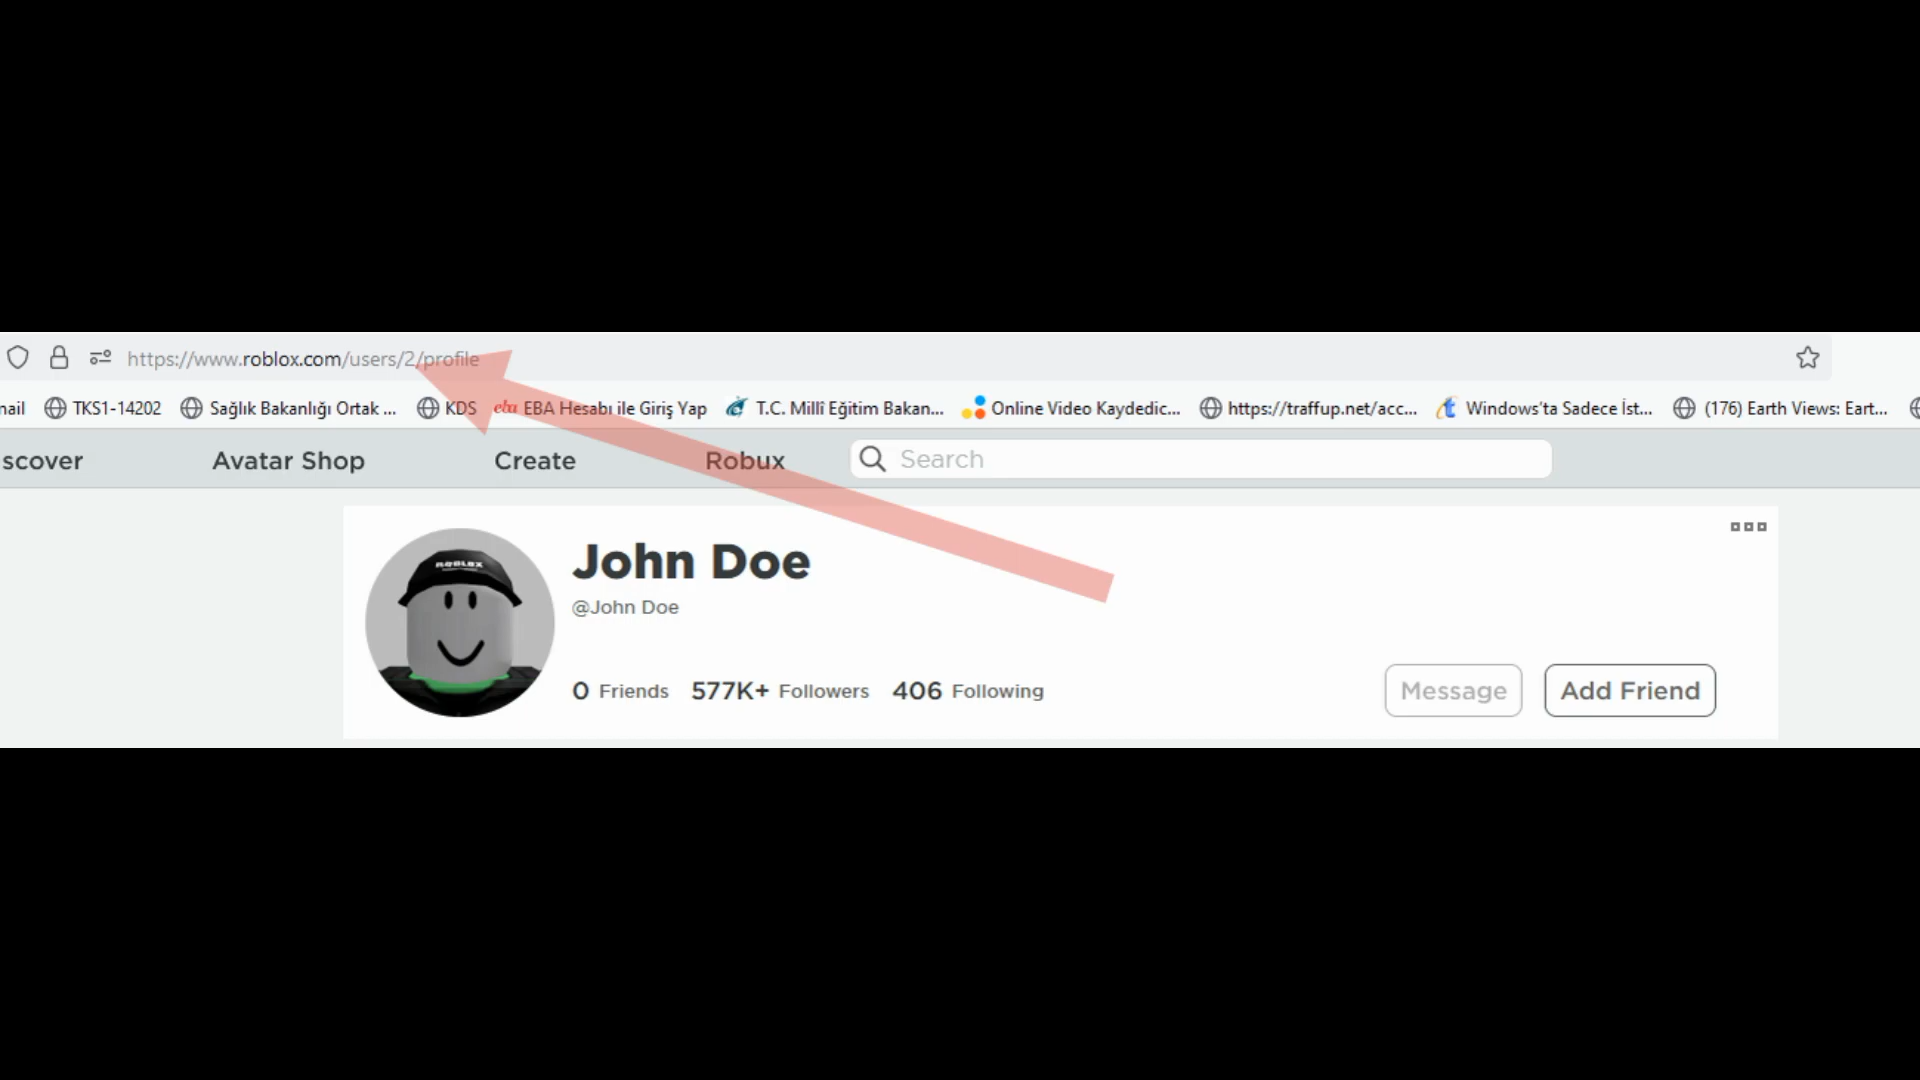 https://www.roblox.com/users/2/profile
nail TKS1-14202 Sağlık Bakanlığı Ortak ... KDS eba EBA Hesabı ile Giriş Yap T.C. Millî Eğitim Bakan... Online Video Kaydedic... https://traffup.net/acc... Windows'ta Sadece İst... (176) Earth Views: Eart...
scover Avatar Shop Create Robux Search
ROBLOX
John Doe
@John Doe
0 Friends 577K+ Followers 406 Following Message Add Friend